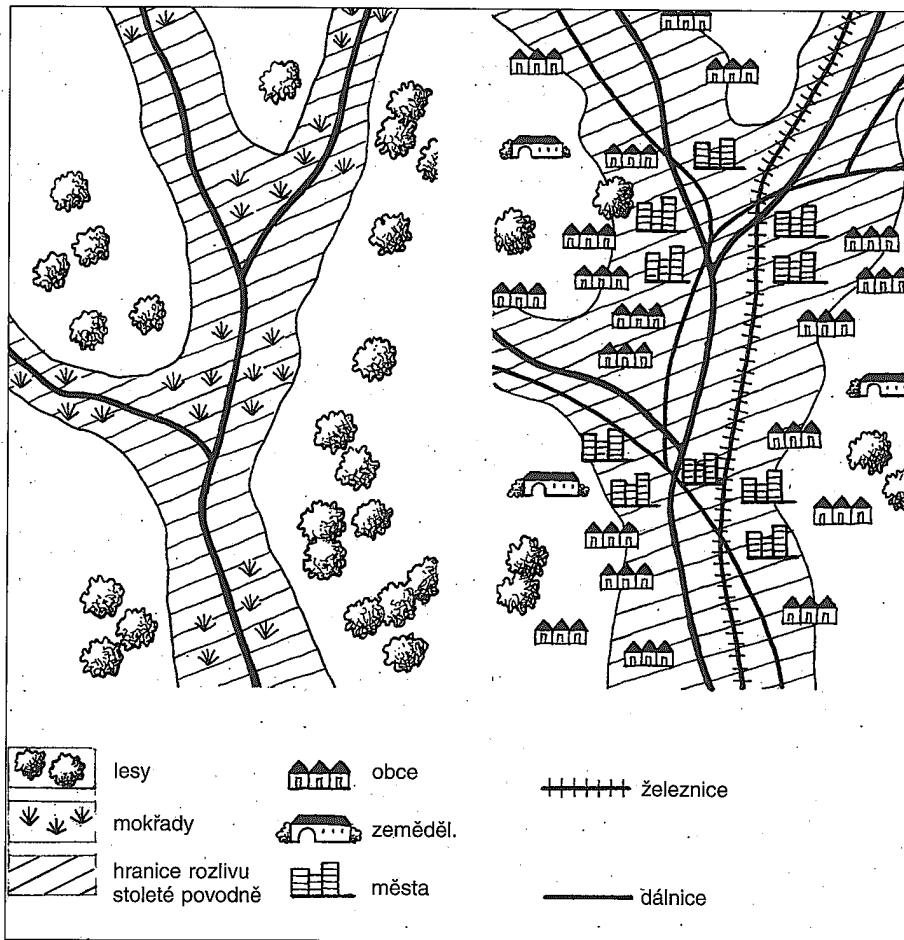 lesy
mokřady
hranice rozlivu
stoleté povodně
obce
zeměděl.
města
železnice
dálnice